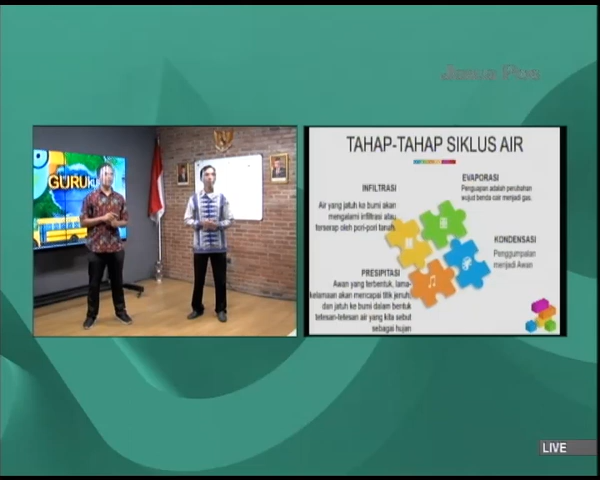 Jawa Pos
GURUku
TAHAP-TAHAP SIKLUS AIR
EVAPORASI
Penguapan adalah perubahan
wujud benda cair menjadi gas.
INFILTRASI
Air yang jatuh ke bumi akan
mengalami infiltrasi atau
terserap oleh pori-pori tanah.
KONDENSASI
Penggumpalan
menjadi Awan
PRESIPITASI
Awan yang terbentuk, lama-
kelamaan akan mencapai titik jenuh
dan jatuh ke bumi dalam bentuk
tetesan-tetesan air yang kita sebut
sebagai hujan
LIVE